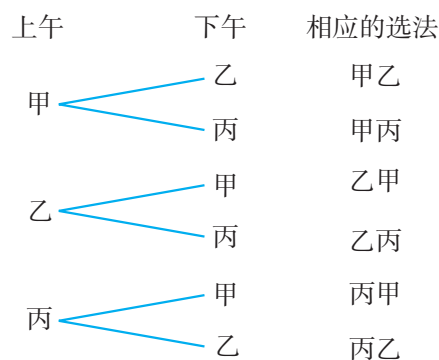 上午 下午 相应的选法
乙 甲乙
甲
丙 甲丙
甲 乙甲
乙
丙 乙丙
甲 丙甲
丙
乙 丙乙